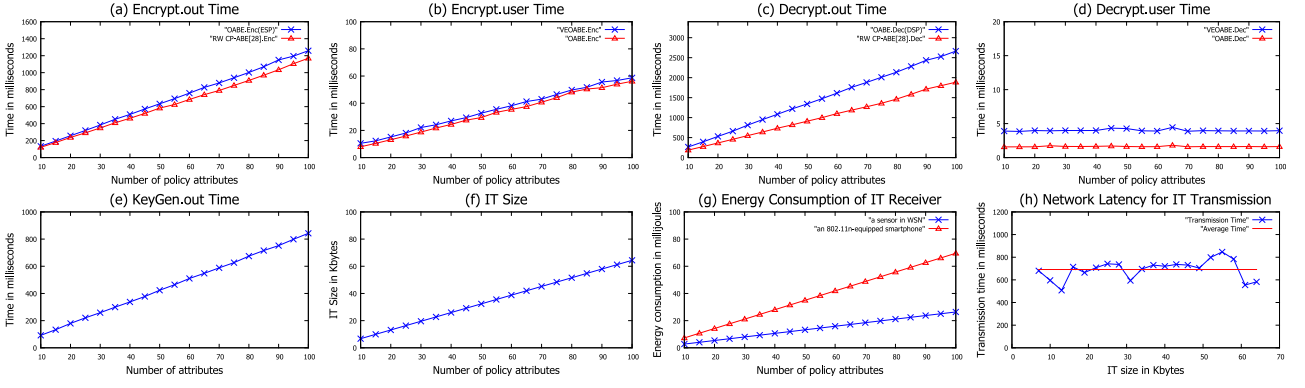 (a) Encrypt.out Time
"OABE.Enc(ESP)"
"RW CP-ABE[28].Enc"
Time in milliseconds
1400
1200
1000
800
600
400
200
0
10 20 30 40 50 60 70 80 90 100
Number of policy attributes
(b) Encrypt.user Time
"VEOABE.Enc"
"OABE.Enc"
Time in milliseconds
100
80
60
40
20
0
10 20 30 40 50 60 70 80 90 100
Number of policy attributes
(c) Decrypt.out Time
"OABE.Dec(DSP)"
"RW CP-ABE[28].Dec"
Time in milliseconds
3000
2500
2000
1500
1000
500
0
10 20 30 40 50 60 70 80 90 100
Number of policy attributes
(d) Decrypt.user Time
"VEOABE.Dec"
"OABE.Dec"
Time in milliseconds
20
15
10
5
0
10 20 30 40 50 60 70 80 90 100
Number of policy attributes
(e) KeyGen.out Time
Time in milliseconds
1000
800
600
400
200
0
10 20 30 40 50 60 70 80 90 100
Number of attributes
(f) IT Size
IT Size in Kbytes
100
80
60
40
20
0
10 20 30 40 50 60 70 80 90 100
Number of policy attributes
(g) Energy Consumption of IT Receiver
"a sensor in WSN"
"an 802.11n-equipped smartphone"
Energy consumption in millijoules
100
80
60
40
20
0
10 20 30 40 50 60 70 80 90 100
Number of policy attributes
(h) Network Latency for IT Transmission
"Transmission Time"
"Average Time"
Transmission time in milliseconds
1200
1000
800
600
400
200
0
0 10 20 30 40 50 60 70
IT size in Kbytes